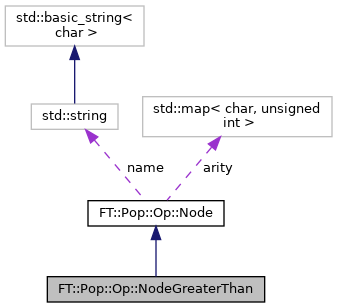 std::basic_string<
char >
std::string
std::map< char, unsigned
int >
name
arity
FT::Pop::Op::Node
FT::Pop::Op::NodeGreaterThan